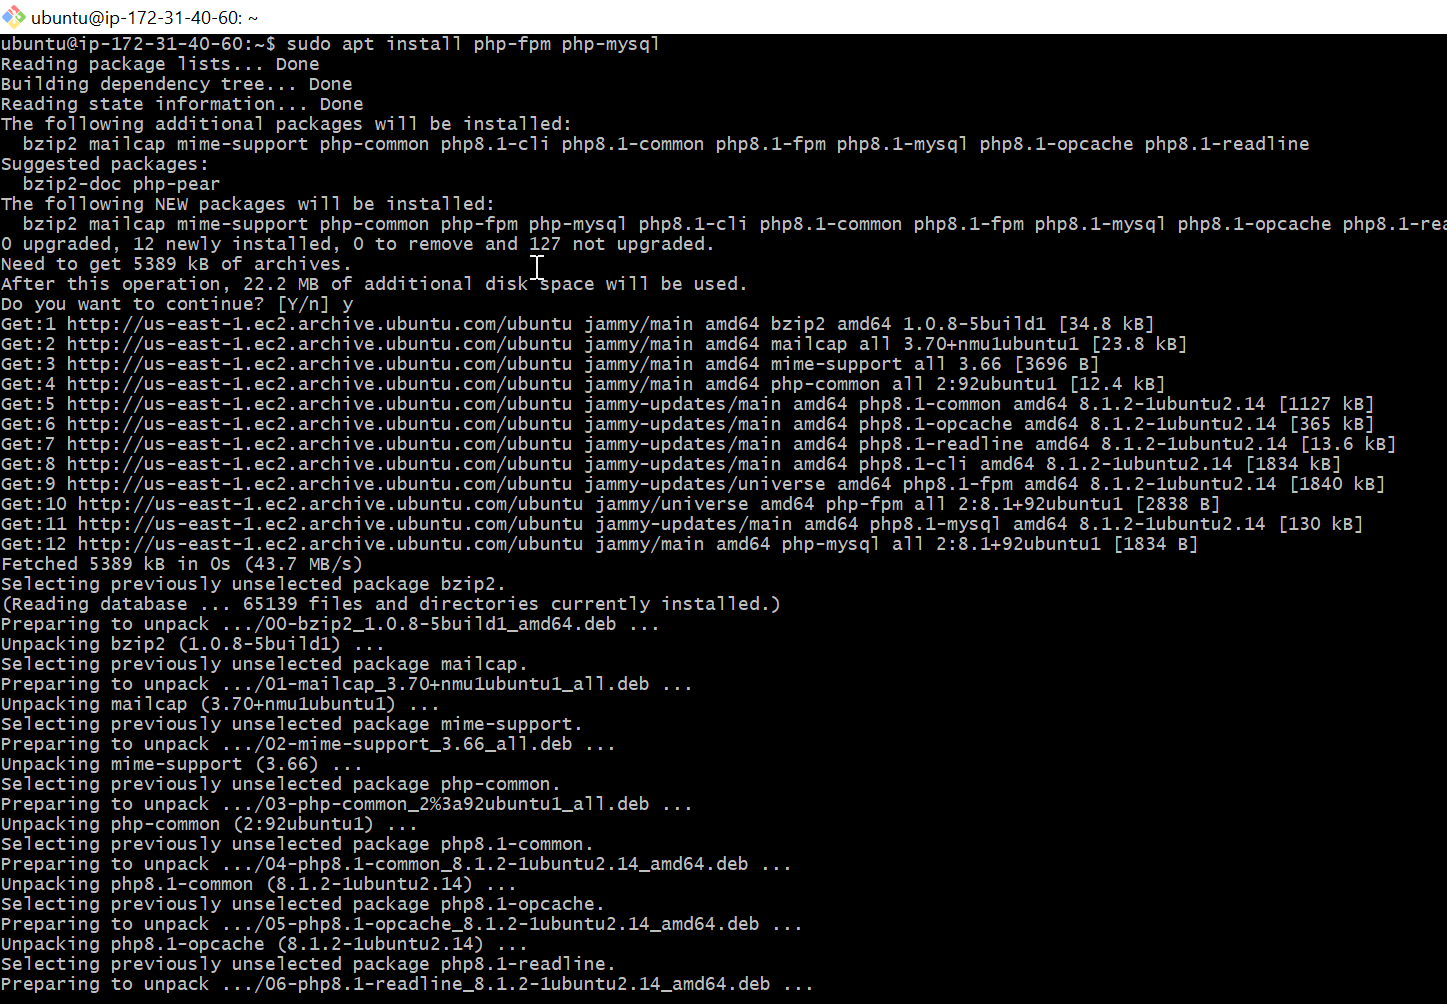 ubuntu@ip-172-31-40-60: ~
ubuntu@ip-172-31-40-60:~$ sudo apt install php-fpm php-mysql
Reading package lists... Done
Building dependency tree... Done
Reading state information... Done
The following additional packages will be installed:
  bzip2 mailcap mime-support php-common php8.1-cli php8.1-common php8.1-fpm php8.1-mysql php8.1-opcache php8.1-readline
Suggested packages:
  bzip2-doc php-pear
The following NEW packages will be installed:
  bzip2 mailcap mime-support php-common php-fpm php-mysql php8.1-cli php8.1-common php8.1-fpm php8.1-mysql php8.1-opcache php8.1-rea
0 upgraded, 12 newly installed, 0 to remove and 127 not upgraded.
Need to get 5389 kB of archives.
After this operation, 22.2 MB of additional disk space will be used.
Do you want to continue? [Y/n] y
Get:1 http://us-east-1.ec2.archive.ubuntu.com/ubuntu jammy/main amd64 bzip2 amd64 1.0.8-5build1 [34.8 kB]
Get:2 http://us-east-1.ec2.archive.ubuntu.com/ubuntu jammy/main amd64 mailcap all 3.70+nmu1ubuntu1 [23.8 kB]
Get:3 http://us-east-1.ec2.archive.ubuntu.com/ubuntu jammy/main amd64 mime-support all 3.66 [3696 B]
Get:4 http://us-east-1.ec2.archive.ubuntu.com/ubuntu jammy/main amd64 php-common all 2:92ubuntu1 [12.4 kB]
Get:5 http://us-east-1.ec2.archive.ubuntu.com/ubuntu jammy-updates/main amd64 php8.1-common amd64 8.1.2-1ubuntu2.14 [1127 kB]
Get:6 http://us-east-1.ec2.archive.ubuntu.com/ubuntu jammy-updates/main amd64 php8.1-opcache amd64 8.1.2-1ubuntu2.14 [365 kB]
Get:7 http://us-east-1.ec2.archive.ubuntu.com/ubuntu jammy-updates/main amd64 php8.1-readline amd64 8.1.2-1ubuntu2.14 [13.6 kB]
Get:8 http://us-east-1.ec2.archive.ubuntu.com/ubuntu jammy-updates/main amd64 php8.1-cli amd64 8.1.2-1ubuntu2.14 [1834 kB]
Get:9 http://us-east-1.ec2.archive.ubuntu.com/ubuntu jammy-updates/universe amd64 php8.1-fpm amd64 8.1.2-1ubuntu2.14 [1840 kB]
Get:10 http://us-east-1.ec2.archive.ubuntu.com/ubuntu jammy/universe amd64 php-fpm all 2:8.1+92ubuntu1 [2838 B]
Get:11 http://us-east-1.ec2.archive.ubuntu.com/ubuntu jammy-updates/main amd64 php8.1-mysql amd64 8.1.2-1ubuntu2.14 [130 kB]
Get:12 http://us-east-1.ec2.archive.ubuntu.com/ubuntu jammy/main amd64 php-mysql all 2:8.1+92ubuntu1 [1834 B]
Fetched 5389 kB in 0s (43.7 MB/s)
Selecting previously unselected package bzip2.
(Reading database ... 65139 files and directories currently installed.)
Preparing to unpack .../00-bzip2_1.0.8-5build1_amd64.deb ...
Unpacking bzip2 (1.0.8-5build1) ...
Selecting previously unselected package mailcap.
Preparing to unpack .../01-mailcap_3.70+nmu1ubuntu1_all.deb ...
Unpacking mailcap (3.70+nmu1ubuntu1) ...
Selecting previously unselected package mime-support.
Preparing to unpack .../02-mime-support_3.66_all.deb ...
Unpacking mime-support (3.66) ...
Selecting previously unselected package php-common.
Preparing to unpack .../03-php-common_2%3a92ubuntu1_all.deb ...
Unpacking php-common (2:92ubuntu1) ...
Selecting previously unselected package php8.1-common.
Preparing to unpack .../04-php8.1-common_8.1.2-1ubuntu2.14_amd64.deb ...
Unpacking php8.1-common (8.1.2-1ubuntu2.14) ...
Selecting previously unselected package php8.1-opcache.
Preparing to unpack .../05-php8.1-opcache_8.1.2-1ubuntu2.14_amd64.deb ...
Unpacking php8.1-opcache (8.1.2-1ubuntu2.14) ...
Selecting previously unselected package php8.1-readline.
Preparing to unpack .../06-php8.1-readline_8.1.2-1ubuntu2.14_amd64.deb ...